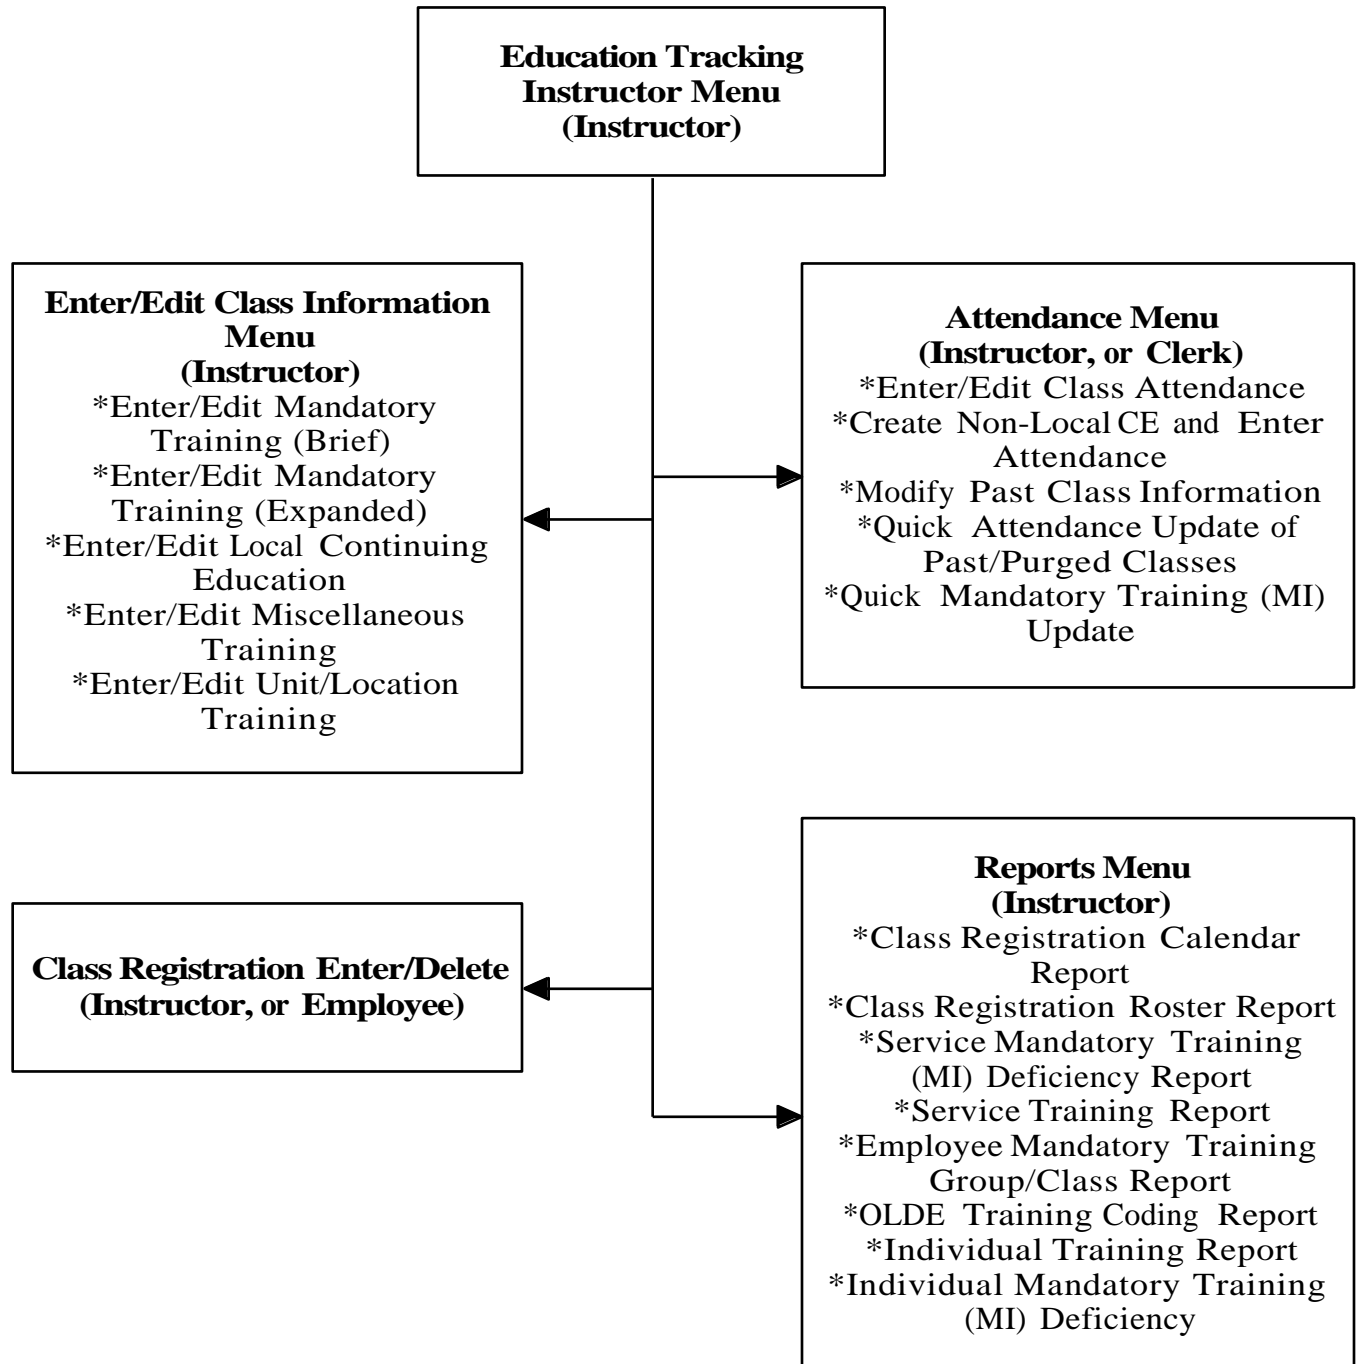 Education Tracking
Instructor Menu
(Instructor)
Enter/Edit Class Information
Menu
(Instructor)
*Enter/Edit Mandatory
Training (Brief)
*Enter/Edit Mandatory
Training (Expanded)
*Enter/Edit Local Continuing
Education
*Enter/Edit Miscellaneous
Training
*Enter/Edit Unit/Location
Training
Attendance Menu
(Instructor, or Clerk)
*Enter/Edit Class Attendance
*Create Non-Local CE and Enter
Attendance
*Modify Past Class Information
*Quick Attendance Update of
Past/Purged Classes
*Quick Mandatory Training (MI)
Update
Class Registration Enter/Delete
(Instructor, or Employee)
Reports Menu
(Instructor)
*Class Registration Calendar
Report
*Class Registration Roster Report
*Service Mandatory Training
(MI) Deficiency Report
*Service Training Report
*Employee Mandatory Training
Group/Class Report
*OLDE Training Coding Report
*Individual Training Report
*Individual Mandatory Training
(MI) Deficiency